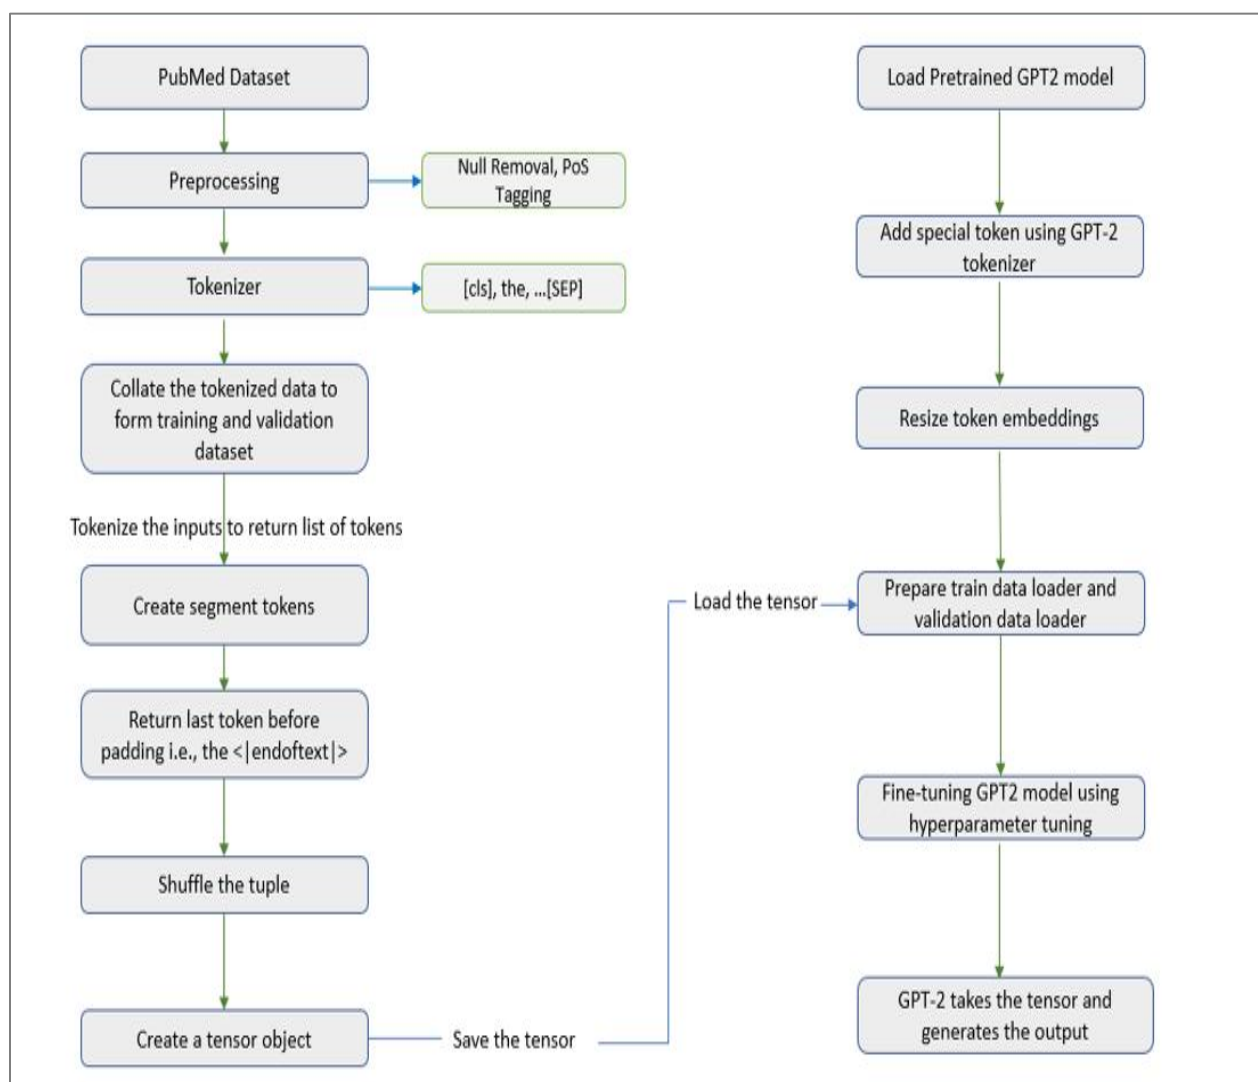 PubMed Dataset
Preprocessing
Null Removal, PoS
Tagging
Tokenizer
[cls], the, ...[SEP]
Collate the tokenized data to
form training and validation
dataset
Tokenize the inputs to return list of tokens
Create segment tokens
Return last token before
padding i.e., the <|endoftext|>
Shuffle the tuple
Create a tensor object
Save the tensor
Load the tensor
Load Pretrained GPT2 model
Add special token using GPT-2
tokenizer
Resize token embeddings
Prepare train data loader and
validation data loader
Fine-tuning GPT2 model using
hyperparameter tuning
GPT-2 takes the tensor and
generates the output